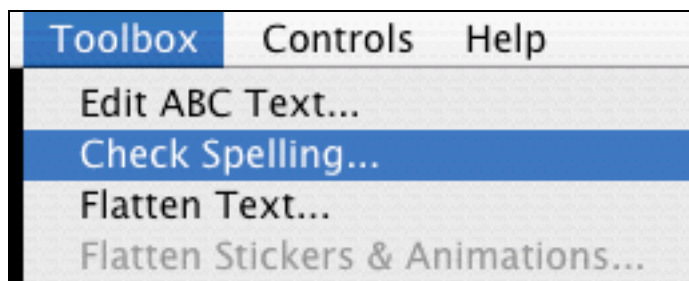 Toolbox Controls Help
Edit ABC Text...
Check Spelling...
Flatten Text...
Flatten Stickers & Animations...